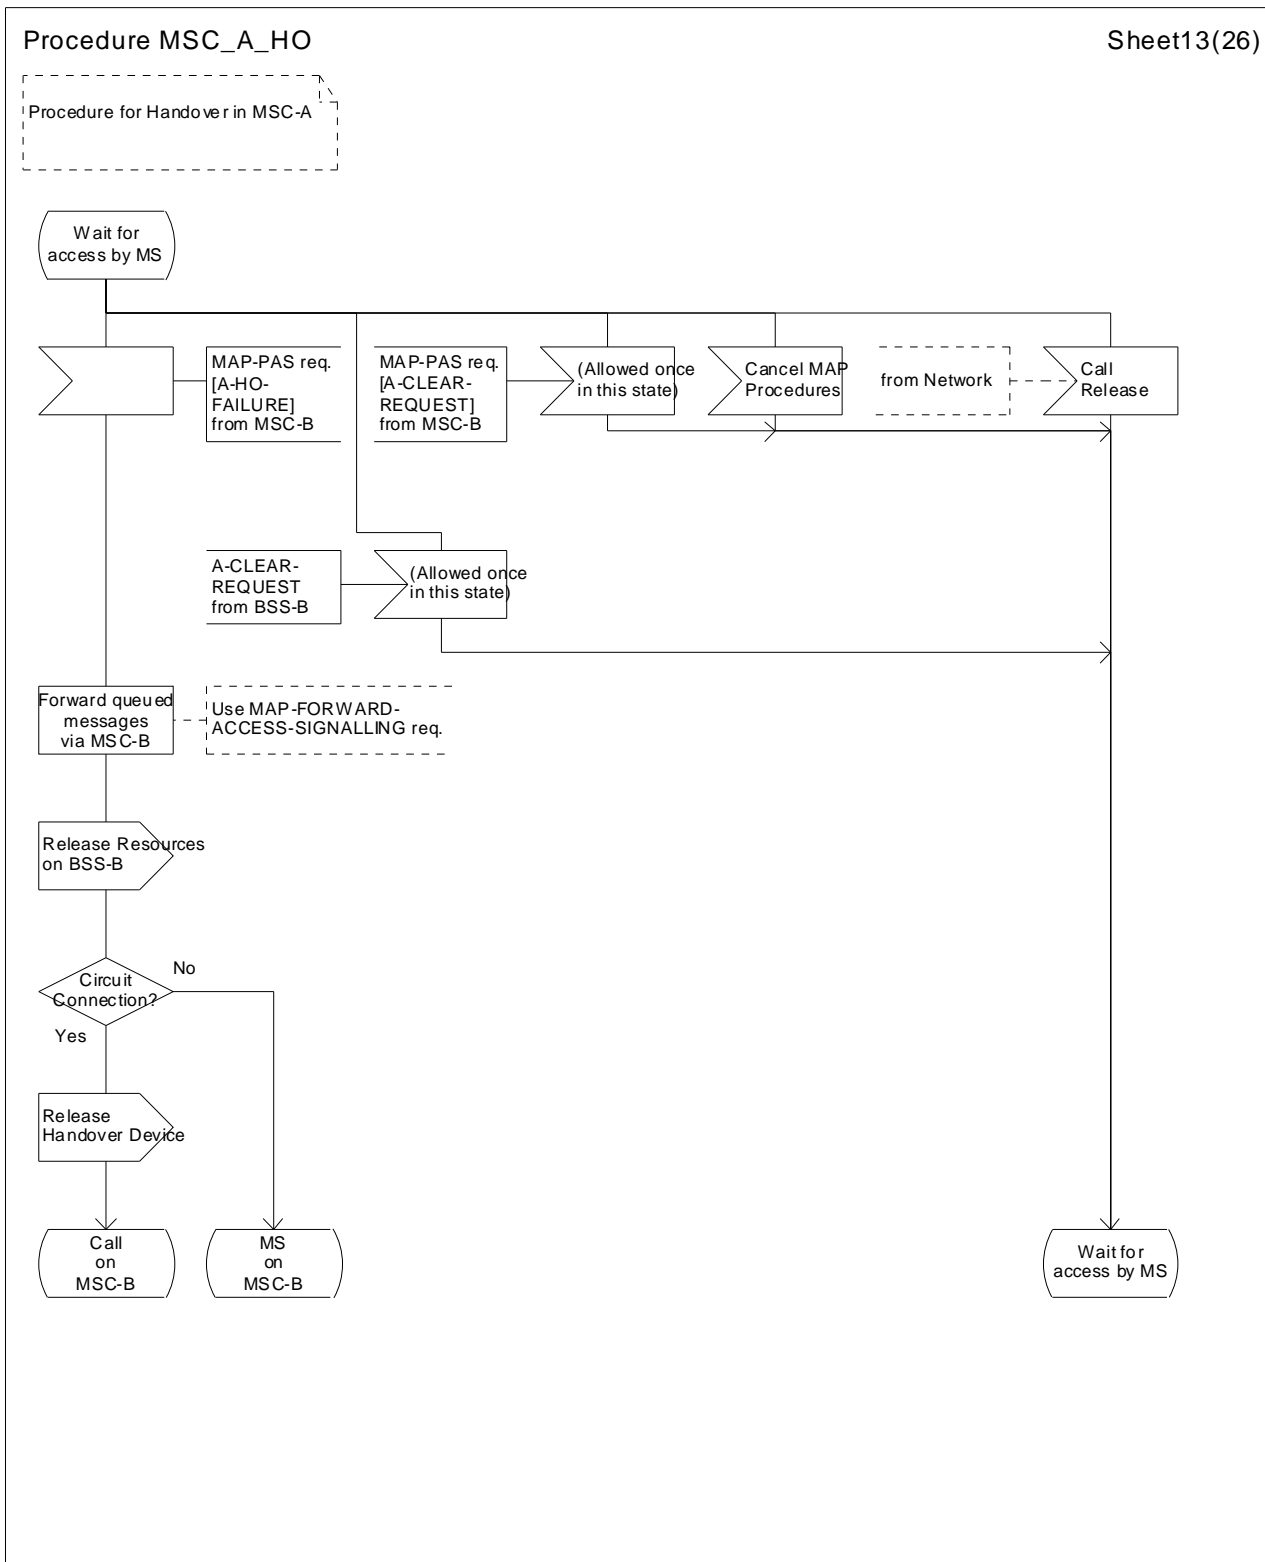 Procedure MSC_A_HO
Sheet13(26)
Procedure for Handover in MSC-A
Wait for
access by MS
MAP-PAS req.
[A-HO-
FAILURE]
from MSC-B
MAP-PAS req.
[A-CLEAR-
REQUEST]
from MSC-B
(Allowed once
in this state)
Cancel MAP
Procedures
from Network
Call
Release
A-CLEAR-
REQUEST
from BSS-B
(Allowed once
in this state)
Forward queued
messages
via MSC-B
Use MAP-FORWARD-
ACCESS-SIGNALLING req.
Release Resources
on BSS-B
Circuit
Connection?
No
Yes
Release
Handover Device
Call
on
MSC-B
MS
on
MSC-B
Wait for
access by MS